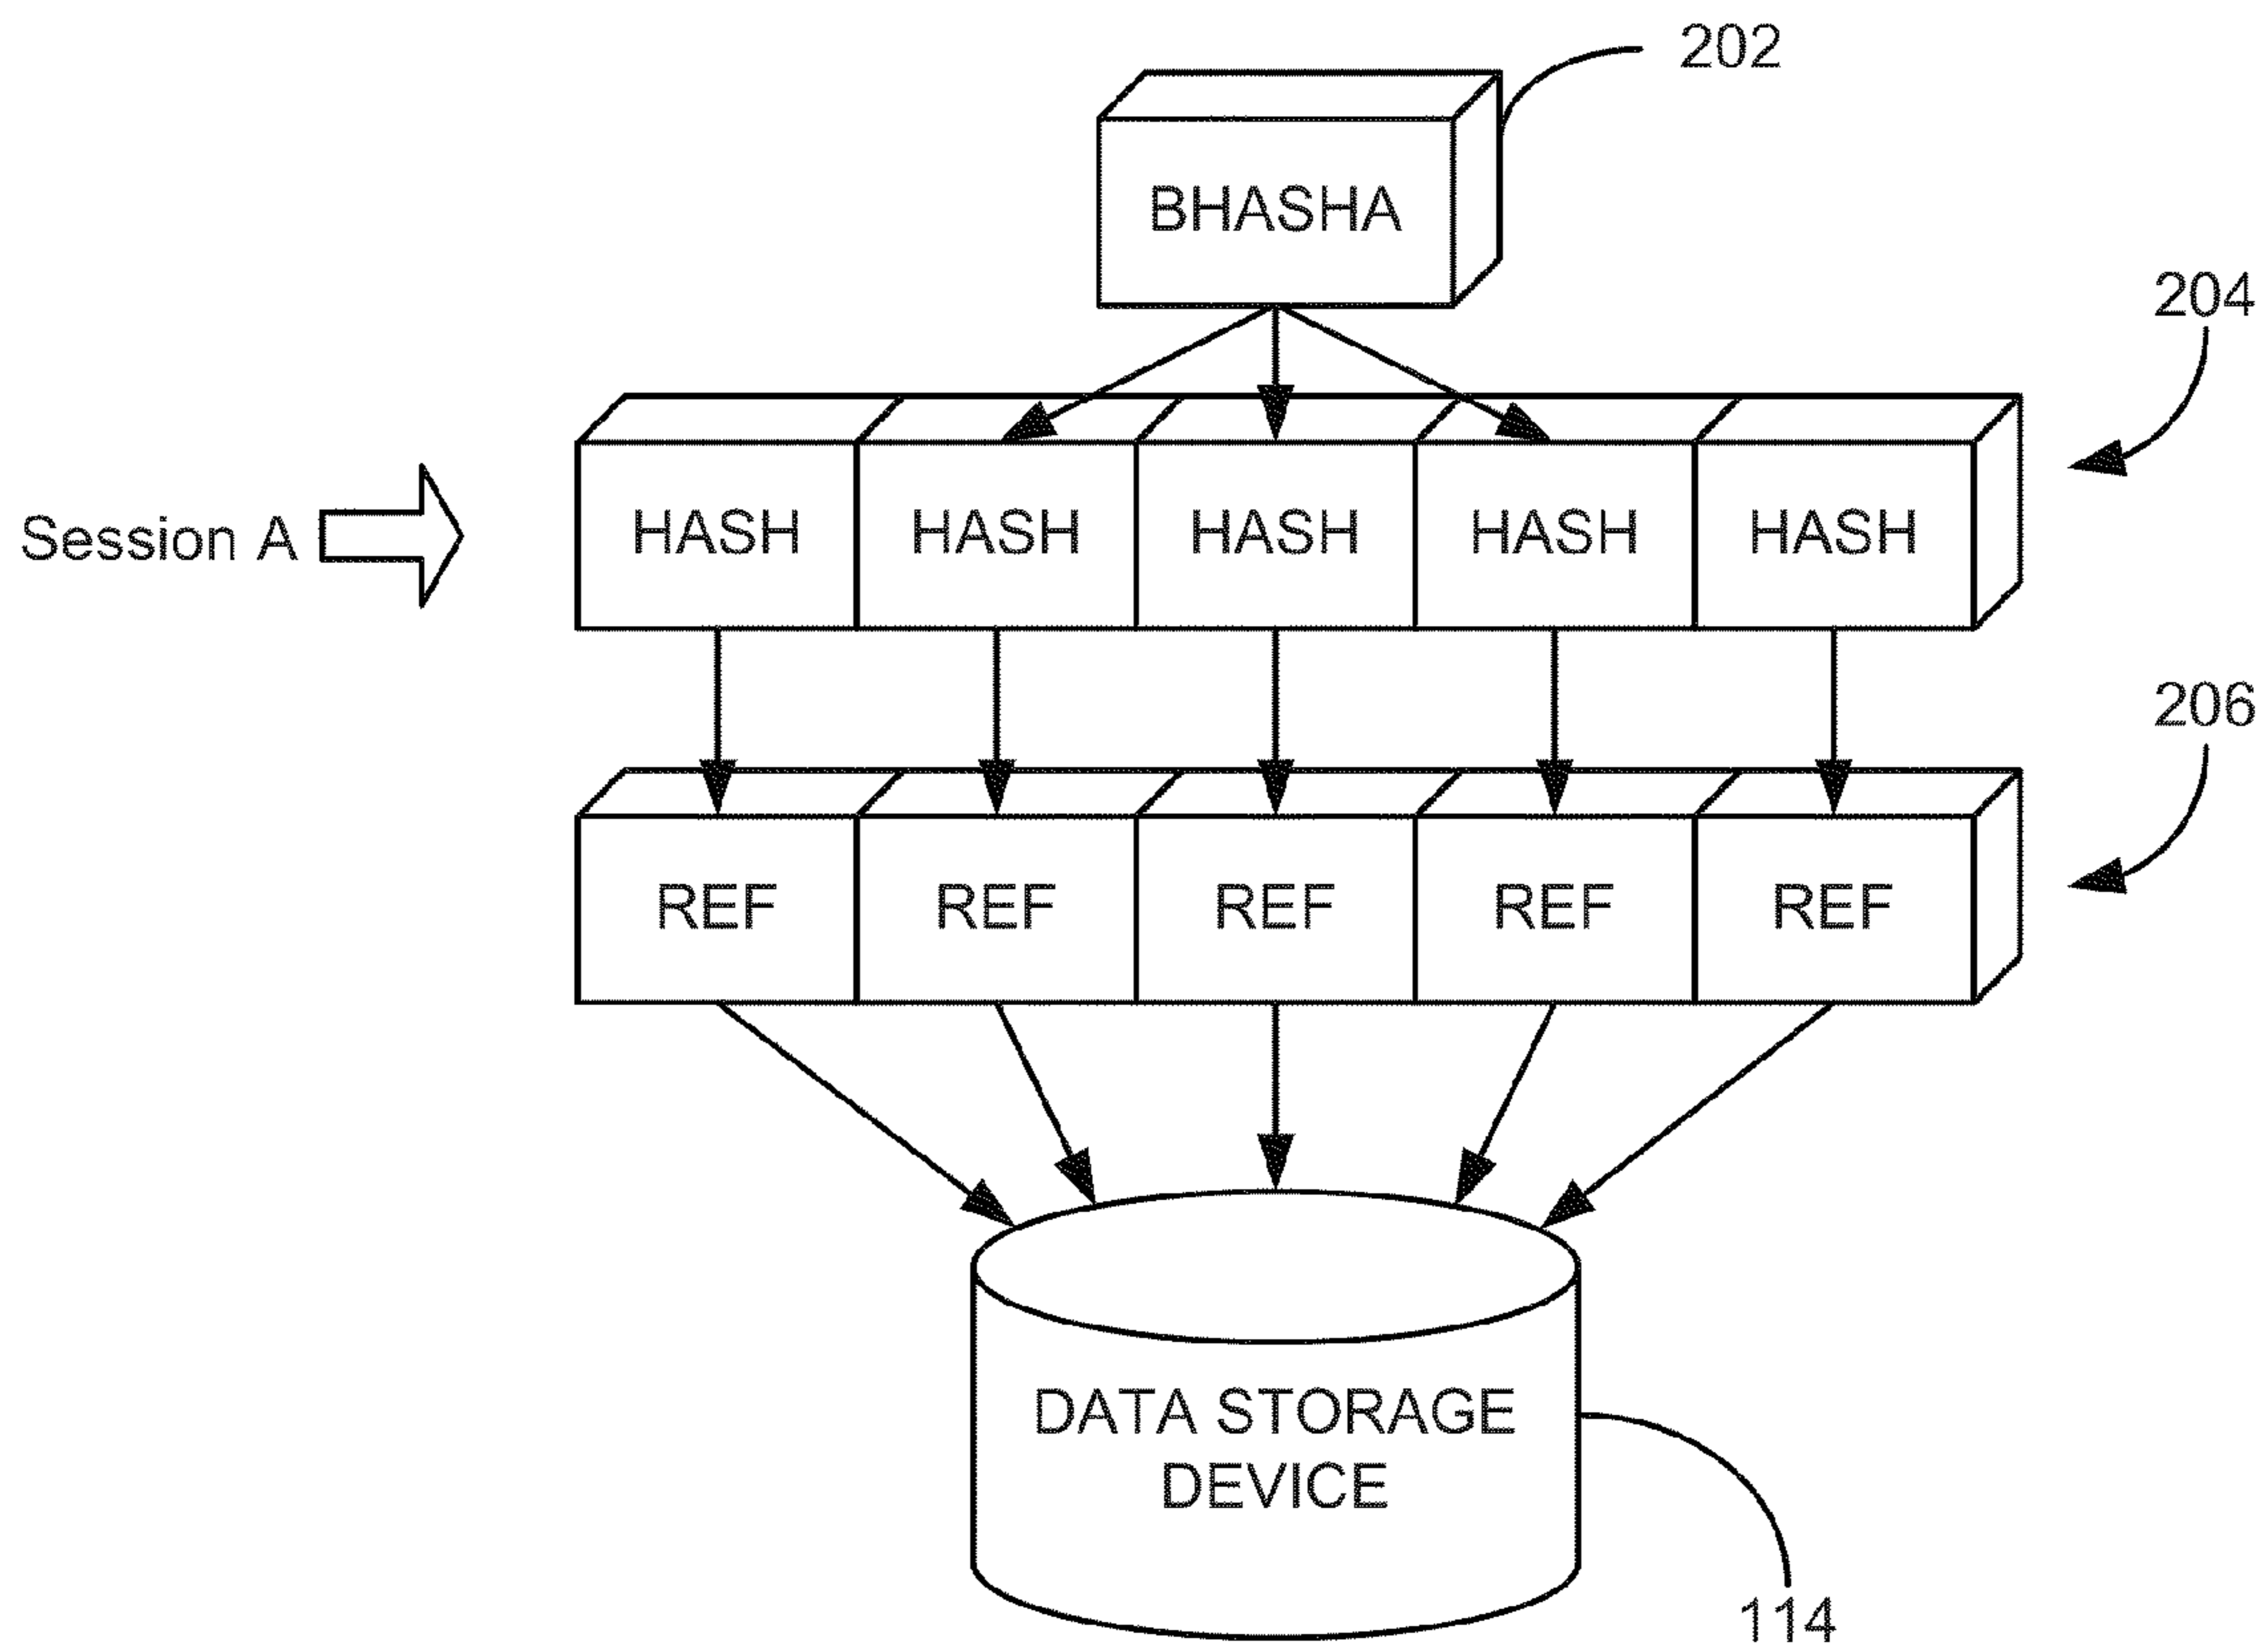 202
BHASHA
204
Session A
HASH HASH HASH HASH HASH
206
REF REF REF REF REF
DATA STORAGE
DEVICE
114